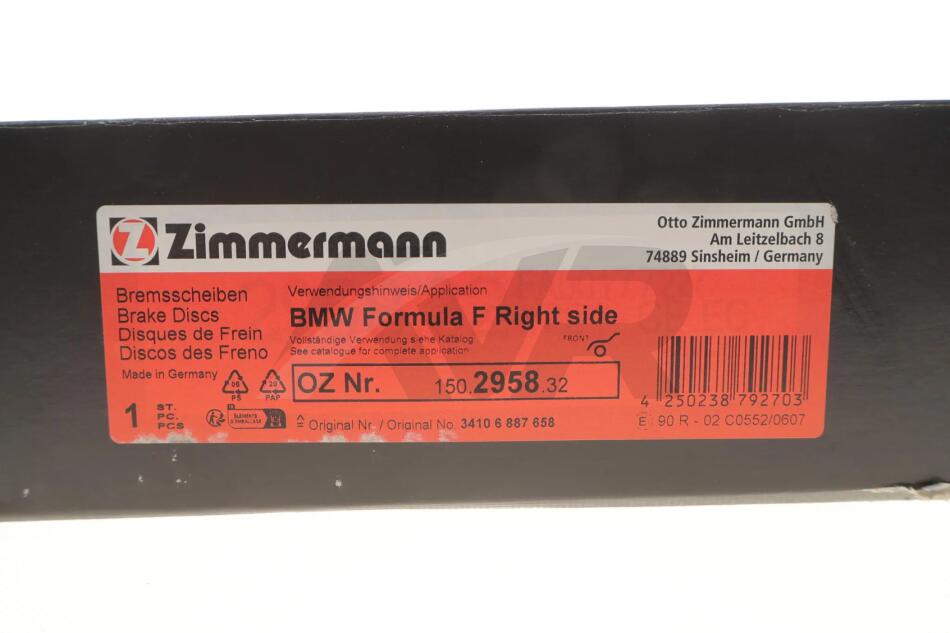 Z Zimmermann
Otto Zimmermann GmbH
Am Leitzelbach 8
74889 Sinsheim / Germany
Bremsscheiben
Brake Discs
Disques de Frein
Discos des Freno
Made in Germany
Verwendungshinweis/Application
BMW Formula F Right side
Vollständige Verwendung siehe Katalog
See catalogue for complete application
FRONT
06
PS
20
PAP
OZ Nr. 150.2958.32
1 ST.
PC.
PCS
ÉLÉMENTS
D'EMBALLAGE
Original Nr. / Original No. 3410 6 887 658
4 250238 792703
90 R - 02 C0552/0607